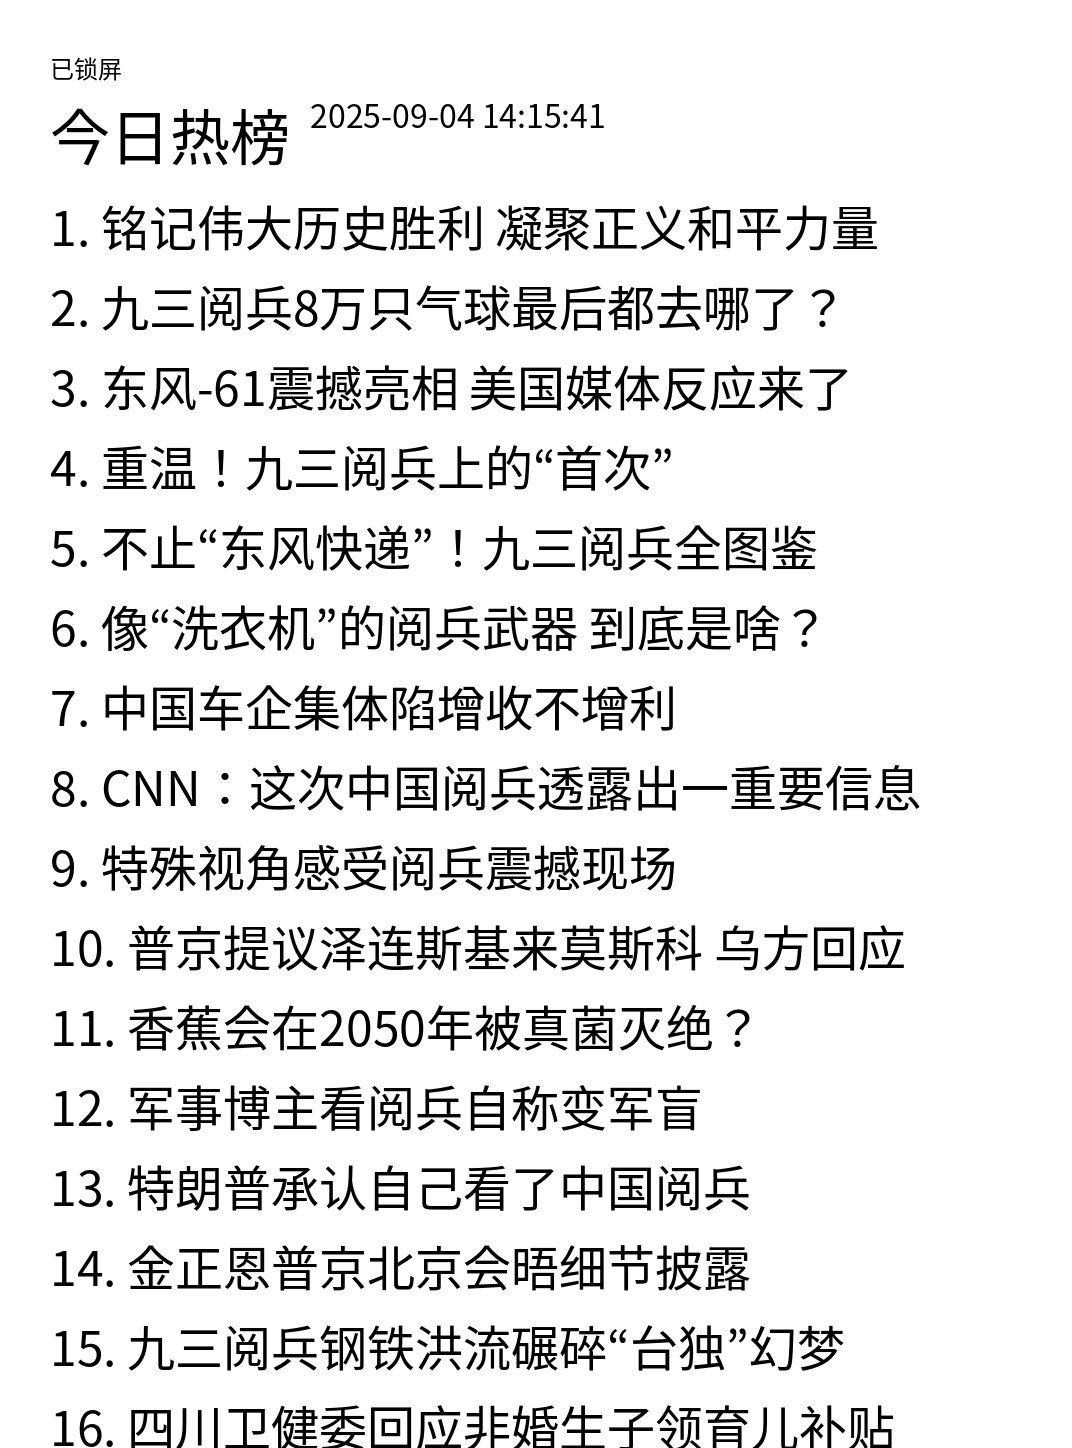 已锁屏
今日热榜 2025-09-04 14:15:41
1. 铭记伟大历史胜利 凝聚正义和平力量
2. 九三阅兵8万只气球最后都去哪了？
3. 东风-61震撼亮相 美国媒体反应来了
4. 重温！九三阅兵上的“首次”
5. 不止“东风快递”！九三阅兵全图鉴
6. 像“洗衣机”的阅兵武器 到底是啥？
7. 中国车企集体陷增收不增利
8. CNN：这次中国阅兵透露出一重要信息
9. 特殊视角感受阅兵震撼现场
10. 普京提议泽连斯基来莫斯科 乌方回应
11. 香蕉会在2050年被真菌灭绝？
12. 军事博主看阅兵自称变军盲
13. 特朗普承认自己看了中国阅兵
14. 金正恩普京北京会晤细节披露
15. 九三阅兵钢铁洪流碾碎“台独”幻梦
16. 四川卫健委回应非婚生子领育儿补贴